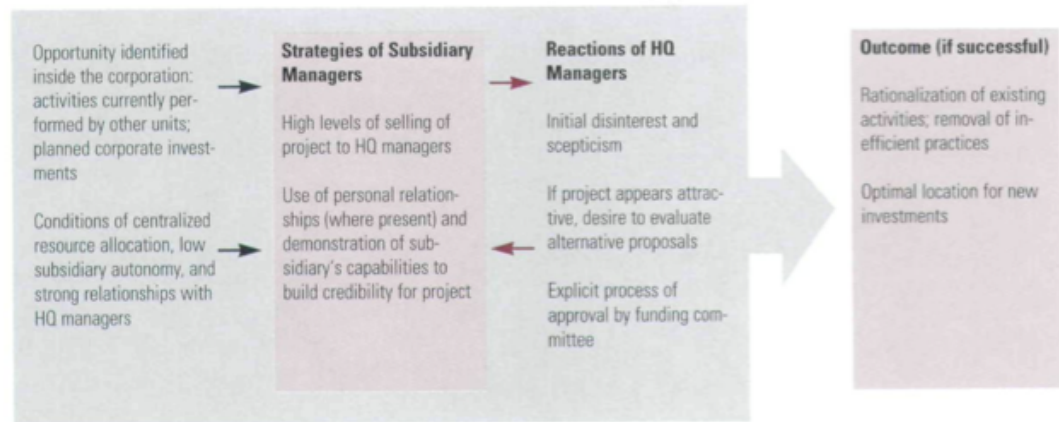 Opportunity identified
inside the corporation:
activities currently per-
formed by other units;
planned corporate invest-
ments
Conditions of centralized
resource allocation, low
subsidiary autonomy, and
strong relationships with
HQ managers
Strategies of Subsidiary
Managers
High levels of selling of
project to HQ managers
Use of personal relation-
ships (where present) and
demonstration of sub-
sidiary's capabilities to
build credibility for project
Reactions of HQ
Managers
Initial disinterest and
scepticism
If project appears attrac-
tive, desire to evaluate
alternative proposals
Explicit process of
approval by funding com-
mittee
Outcome (if successful)
Rationalization of existing
activities; removal of in-
efficient practices
Optimal location for new
investments